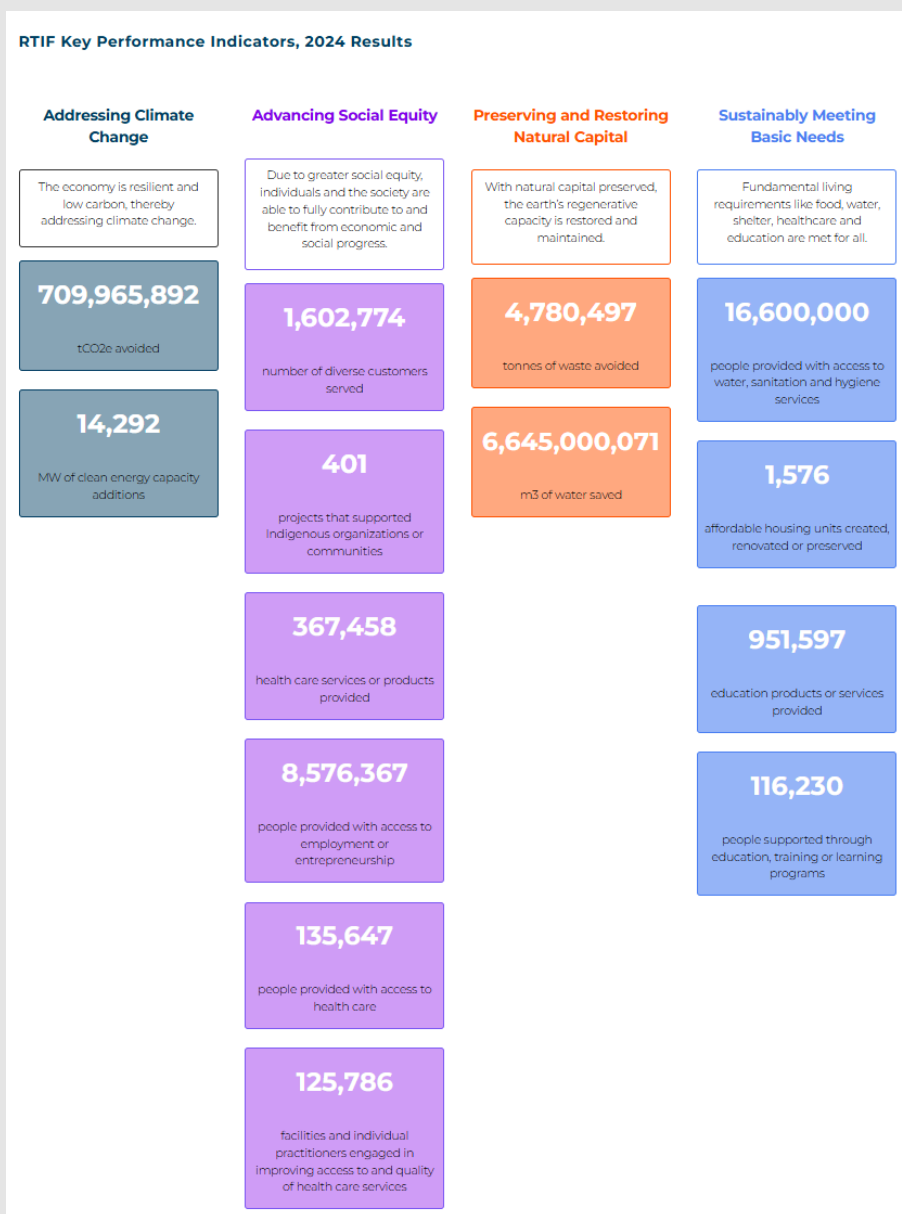 RTIF Key Performance Indicators, 2024 Results
Addressing Climate
Change
The economy is resilient and
low carbon, thereby
addressing climate change.
709,965,892
tCO2e avoided
14,292
MW of clean energy capacity
additions
Advancing Social Equity
Due to greater social equity,
individuals and the society are
able to fully contribute to and
benefit from economic and
social progress.
1,602,774
number of diverse customers
served
401
projects that supported
Indigenous organizations or
communities
367,458
health care services or products
provided
8,576,367
people provided with access to
employment or
entrepreneurship
135,647
people provided with access to
health care
125,786
facilities and individual
practitioners engaged in
improving access to and quality
of health care services
Preserving and Restoring
Natural Capital
With natural capital preserved,
the earth's regenerative
capacity is restored and
maintained.
4,780,497
tonnes of waste avoided
6,645,000,071
m3 of water saved
Sustainably Meeting
Basic Needs
Fundamental living
requirements like food, water,
shelter, healthcare and
education are met for all.
16,600,000
people provided with access to
water, sanitation and hygiene
services
1,576
affordable housing units created,
renovated or preserved
951,597
education products or services
provided
116,230
people supported through
education, training or learning
programs